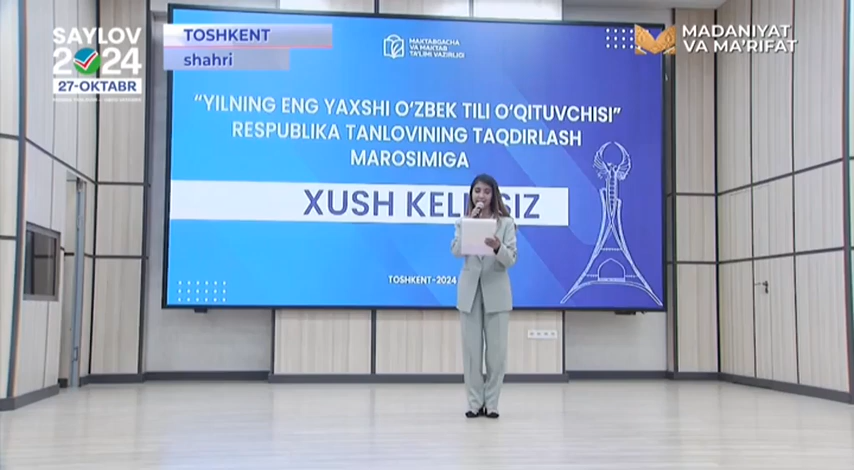 SAYLOV
2024
27-OKTABR
TOSHKENT
shahri
MADANIYAT
VA MA'RIFAT
MAKTABGACHA
VA MAKTAB
TA'LIMI VAZIRLIGI
“YILNING ENG YAXSHI O‘ZBEK TILI O‘QITUVCHISI”
RESPUBLIKA TANLOVINING TAQDIRLASH
MAROSIMIGA
XUSH
TOSHKENT-2024